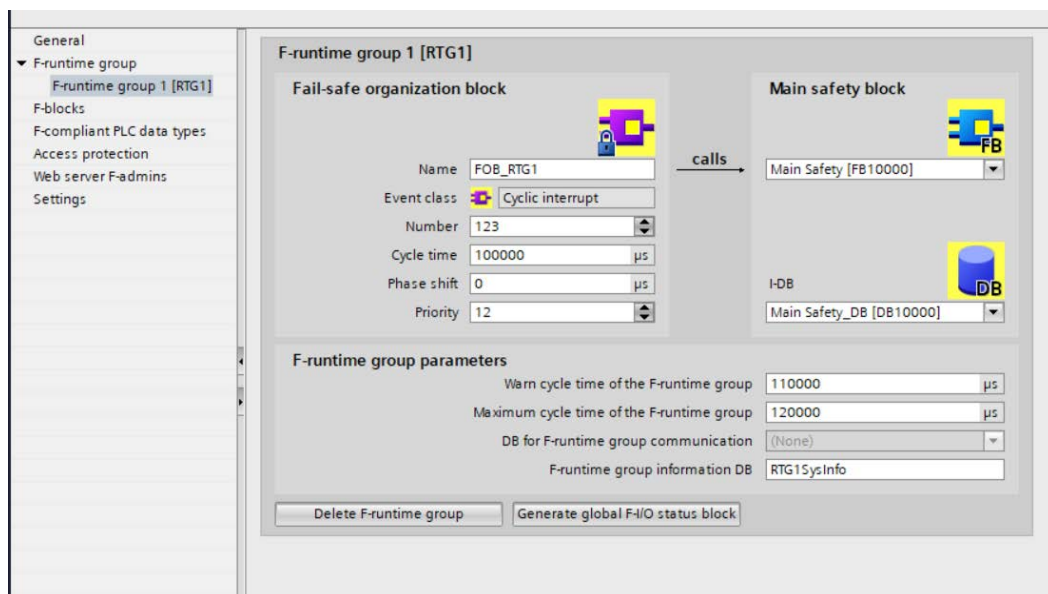 General
F-runtime group
F-runtime group 1 [RTG1]
F-blocks
F-compliant PLC data types
Access protection
Web server F-admins
Settings
F-runtime group 1 [RTG1]
Fail-safe organization block
Name FOB_RTG1
Event class Cyclic interrupt
Number 123
Cycle time 100000 µs
Phase shift 0 µs
Priority 12
calls
Main safety block
FB
Main Safety [FB10000]
DB
I-DB
Main Safety_DB [DB10000]
F-runtime group parameters
Warn cycle time of the F-runtime group 110000 µs
Maximum cycle time of the F-runtime group 120000 µs
DB for F-runtime group communication (None)
F-runtime group information DB RTG1SysInfo
Delete F-runtime group Generate global F-I/O status block